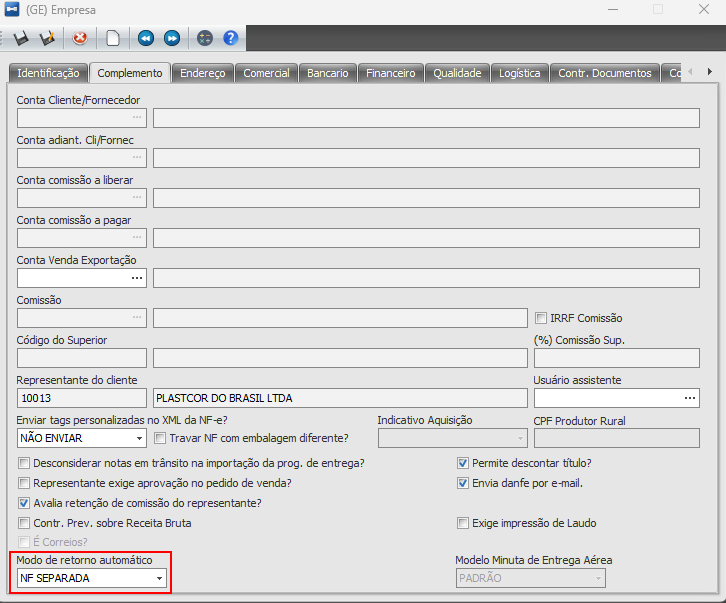 (GE) Empresa
Identificação Complemento Endereço Comercial Bancario Financeiro Qualidade Logística Contr. Documentos Co
Conta Cliente/Fornecedor
Conta adiant. Cli/Fornec
Conta comissão a liberar
Conta comissão a pagar
Conta Venda Exportação
Comissão
IRRF Comissão
Código do Superior (%) Comissão Sup.
Representante do cliente Usuário assistente
10013 PLASTCOR DO BRASIL LTDA
Enviar tags personalizadas no XML da NF-e? Indicativo Aquisição CPF Produtor Rural
NÃO ENVIAR Travar NF com embalagem diferente?
Desconsiderar notas em trânsito na importação da prog. de entrega? Permite descontar título?
Representante exige aprovação no pedido de venda? Envia danfe por e-mail.
Avalia retenção de comissão do representante?
Contr. Prev. sobre Receita Bruta Exige impressão de Laudo
É Correios?
Modo de retorno automático Modelo Minuta de Entrega Aérea
NF SEPARADA PADRÃO